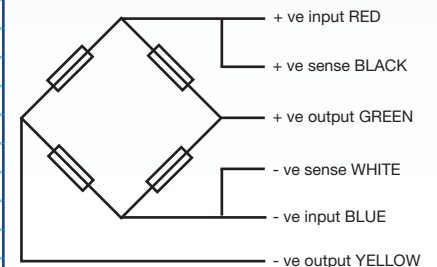 + ve input RED
+ ve sense BLACK
+ ve output GREEN
- ve sense WHITE
- ve input BLUE
- ve output YELLOW